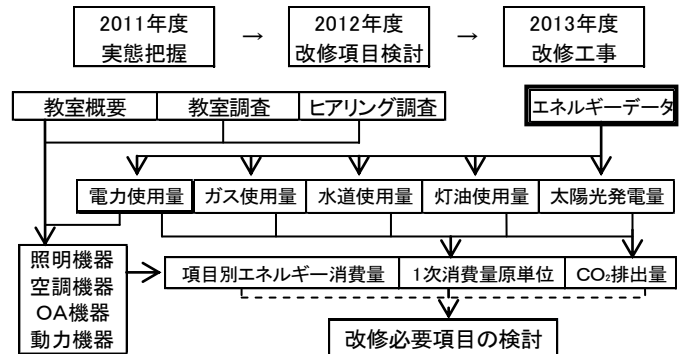 2011年度
実態把握
→
2012年度
改修項目検討
→
2013年度
改修工事
教室概要 教室調査 ヒアリング調査 エネルギーデータ
電力使用量 ガス使用量 水道使用量 灯油使用量 太陽光発電量
照明機器
空調機器
OA機器
動力機器
項目別エネルギー消費量 1次消費量原単位 CO₂排出量
改修必要項目の検討